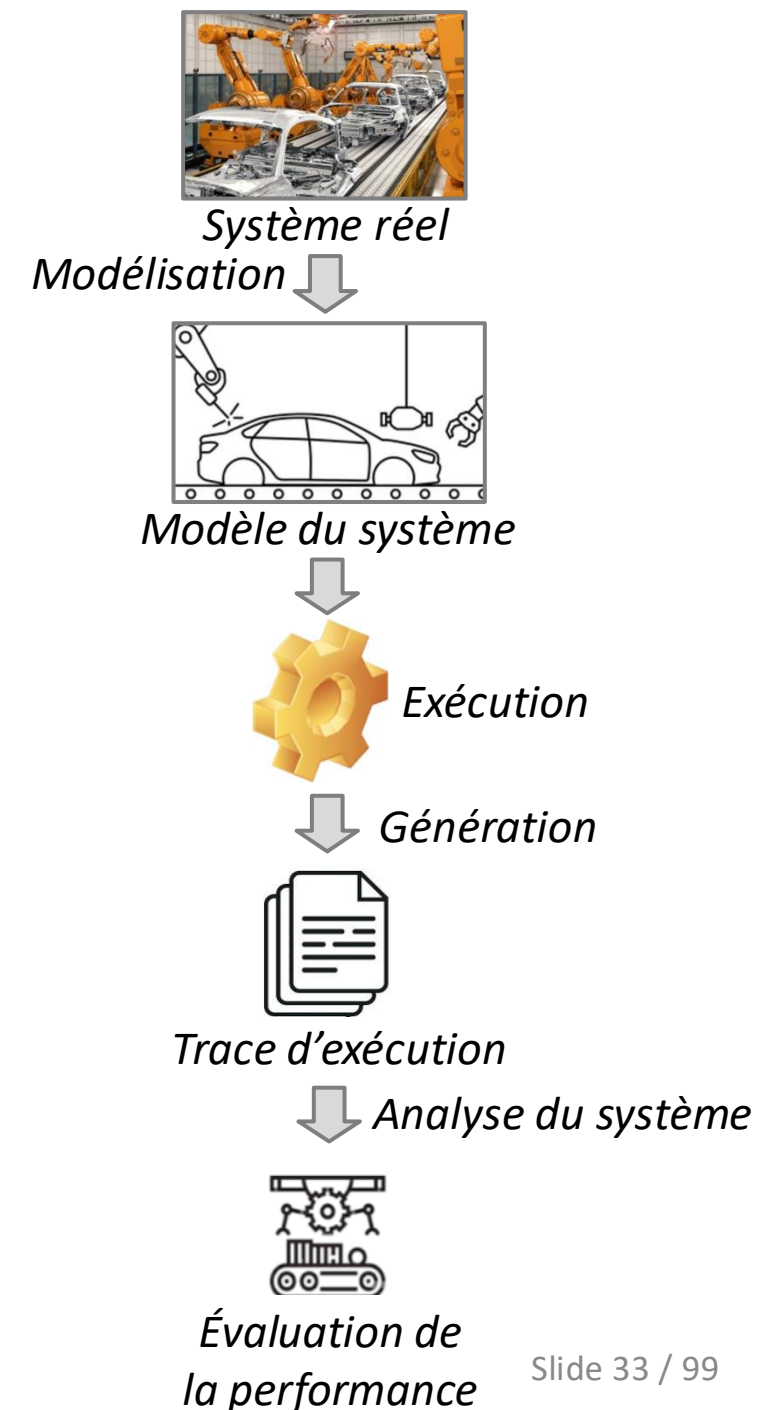 Système réel
Modélisation
Modèle du système
Exécution
Génération
Trace d’exécution
Analyse du système
Évaluation de
la performance
Slide 33 / 99